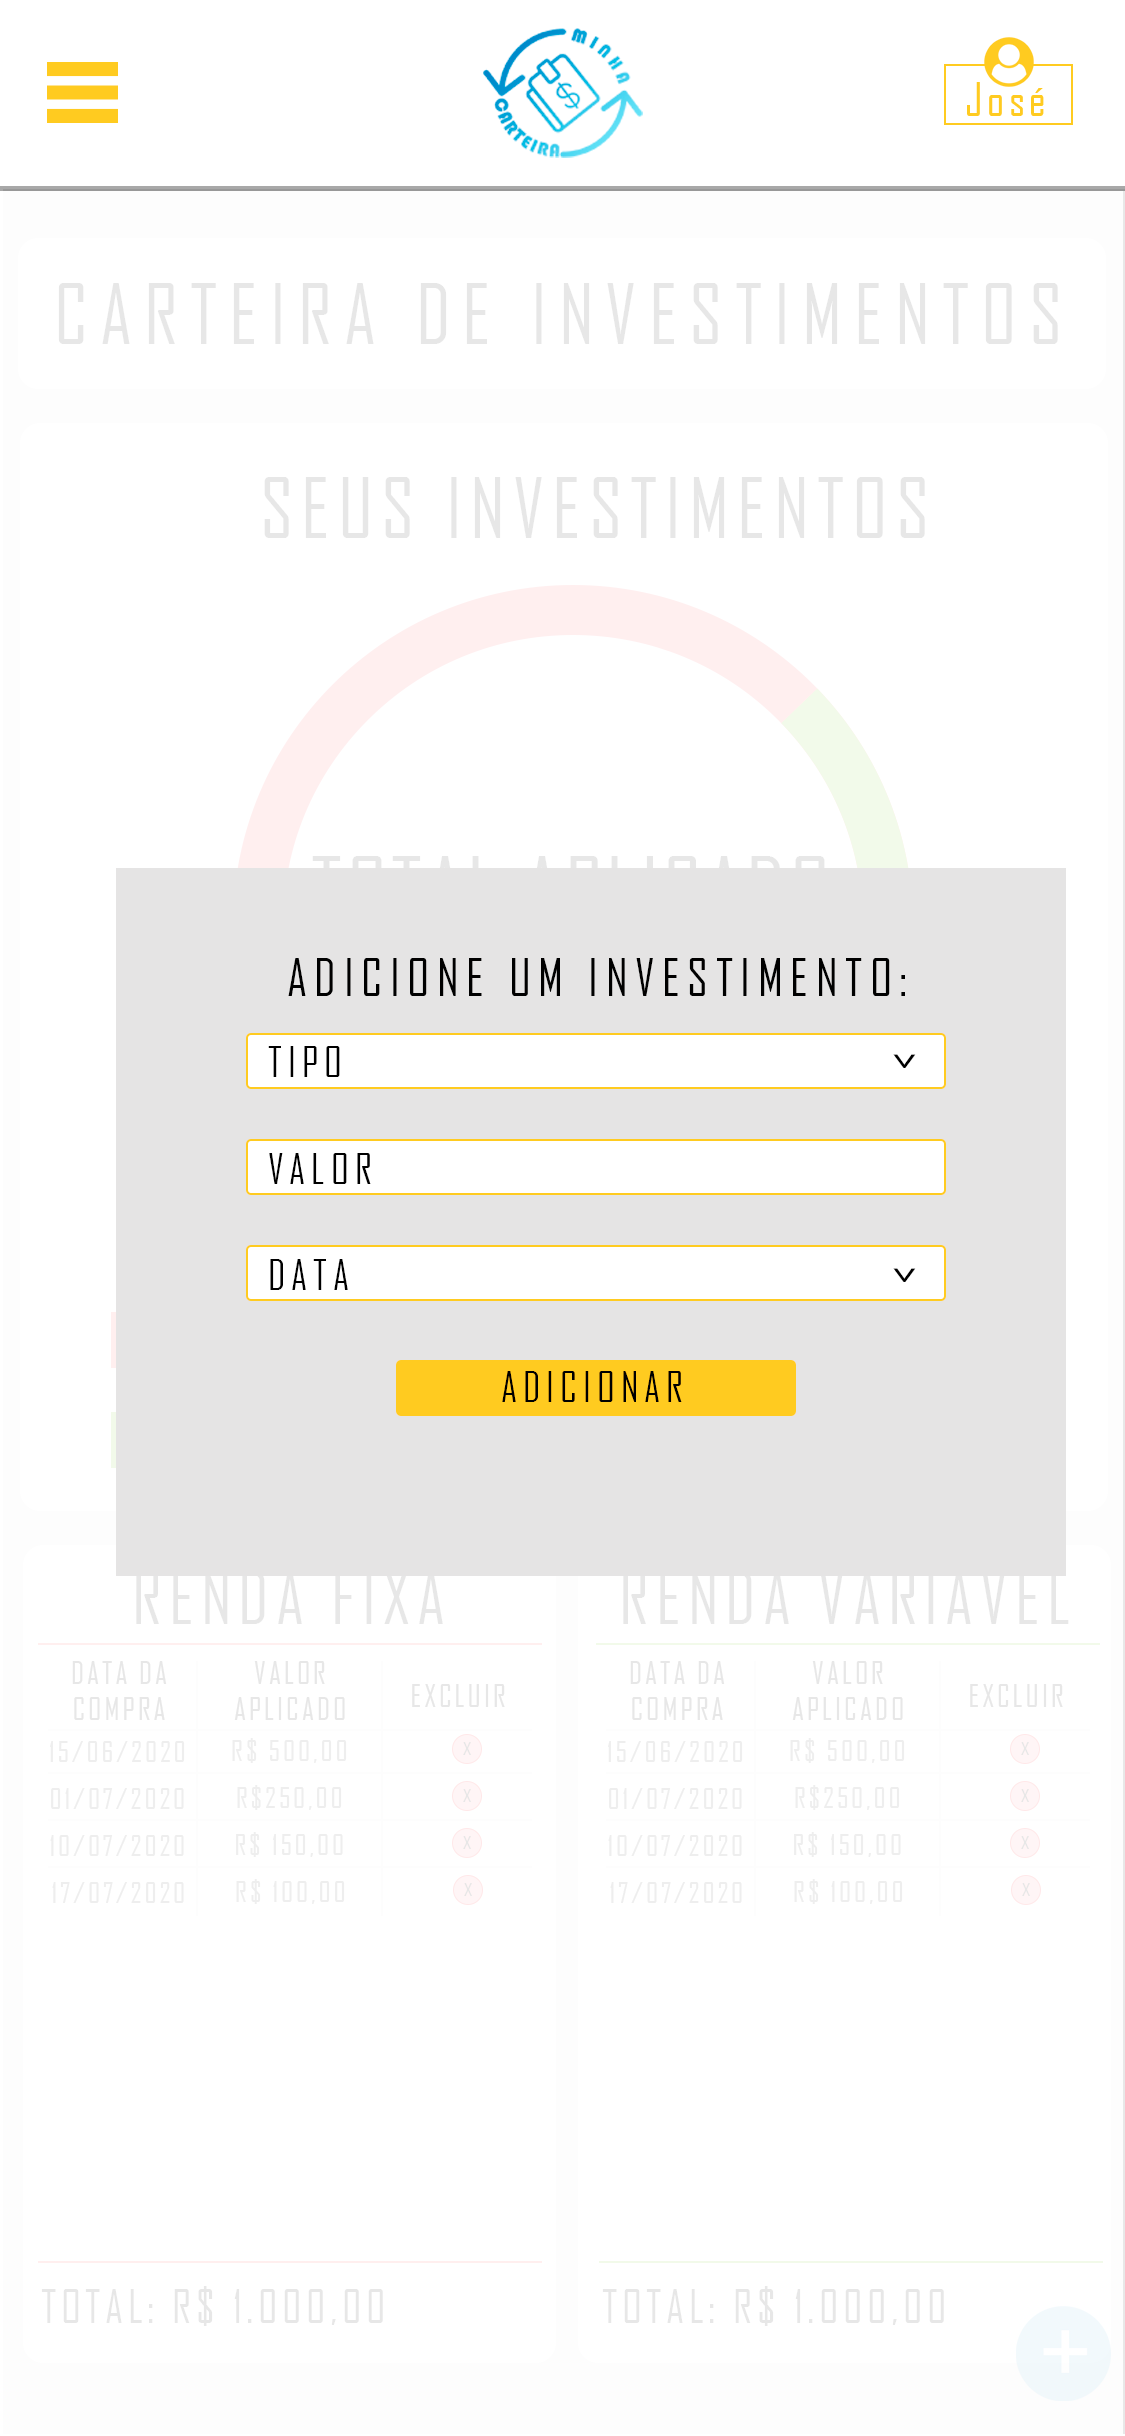 MINHA
CARTEIRA
José
CARTEIRA DE INVESTIMENTOS
SEUS INVESTIMENTOS
TOTAL APLICADO
ADICIONE UM INVESTIMENTO:
TIPO
VALOR
DATA
ADICIONAR
RENDA FIXA
DATA DA COMPRA VALOR APLICADO EXCLUIR
15/06/2020 R$ 500,00 X
01/07/2020 R$250,00 X
10/07/2020 R$ 150,00 X
17/07/2020 R$ 100,00 X
TOTAL: R$ 1.000,00
RENDA VARIAVEL
DATA DA COMPRA VALOR APLICADO EXCLUIR
15/06/2020 R$ 500,00 X
01/07/2020 R$250,00 X
10/07/2020 R$ 150,00 X
17/07/2020 R$ 100,00 X
TOTAL: R$ 1.000,00
+